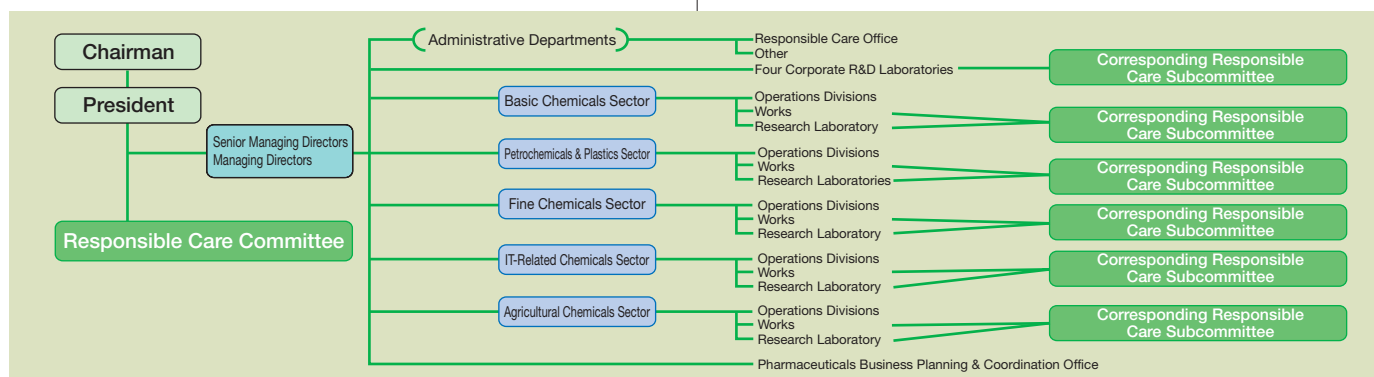 Chairman
President
Senior Managing Directors
Managing Directors
Responsible Care Committee
Administrative Departments
Responsible Care Office
Other
Four Corporate R&D Laboratories
Corresponding Responsible
Care Subcommittee
Basic Chemicals Sector
Operations Divisions
Works
Research Laboratory
Corresponding Responsible
Care Subcommittee
Petrochemicals & Plastics Sector
Operations Divisions
Works
Research Laboratories
Corresponding Responsible
Care Subcommittee
Fine Chemicals Sector
Operations Divisions
Works
Research Laboratory
Corresponding Responsible
Care Subcommittee
IT-Related Chemicals Sector
Operations Divisions
Works
Research Laboratory
Corresponding Responsible
Care Subcommittee
Agricultural Chemicals Sector
Operations Divisions
Works
Research Laboratory
Corresponding Responsible
Care Subcommittee
Pharmaceuticals Business Planning & Coordination Office